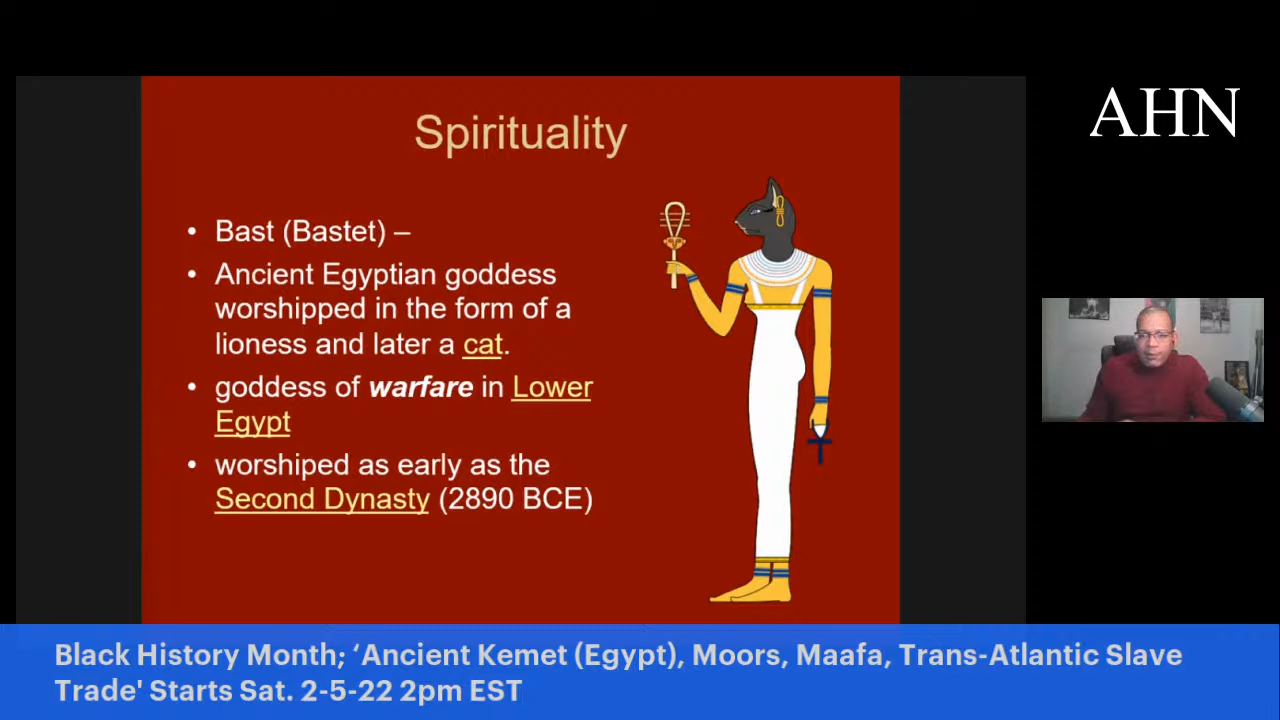 AHN
Spirituality
• Bast (Bastet) –
• Ancient Egyptian goddess
worshipped in the form of a
lioness and later a cat.
• goddess of warfare in Lower
Egypt
• worshiped as early as the
Second Dynasty (2890 BCE)
Black History Month; ‘Ancient Kemet (Egypt), Moors, Maafa, Trans-Atlantic Slave
Trade' Starts Sat. 2-5-22 2pm EST